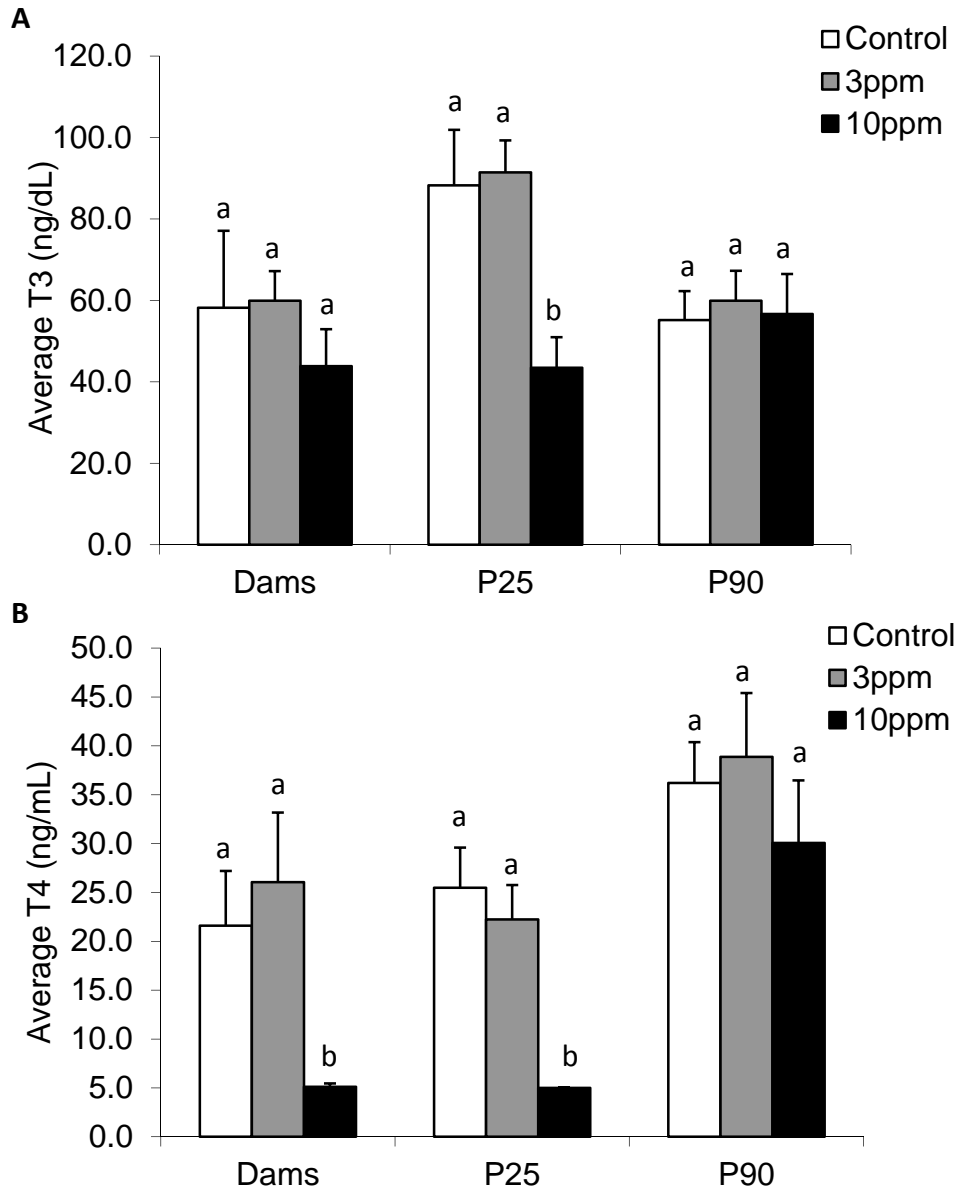 A
Control
3ppm
10ppm
120.0
100.0
80.0
60.0
40.0
20.0
0.0
Average T3 (ng/dL)
a
a
a
a
a
b
a
a
a
Dams
P25
P90
B
Control
3ppm
10ppm
50.0
45.0
40.0
35.0
30.0
25.0
20.0
15.0
10.0
5.0
0.0
Average T4 (ng/mL)
a
a
b
a
a
b
a
a
a
Dams
P25
P90